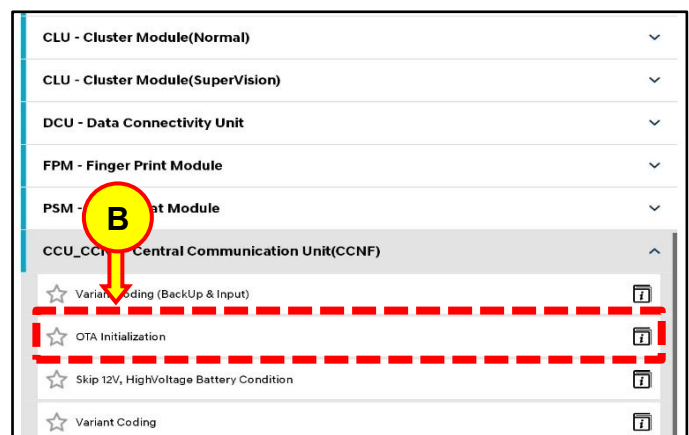 CLU - Cluster Module(Normal)
CLU - Cluster Module(SuperVision)
DCU - Data Connectivity Unit
FPM - Finger Print Module
PSM - at Module
B
CCU_CC Central Communication Unit(CCNF)
Varian oding (BackUp & Input)
OTA Initialization
Skip 12V, HighVoltage Battery Condition
Variant Coding